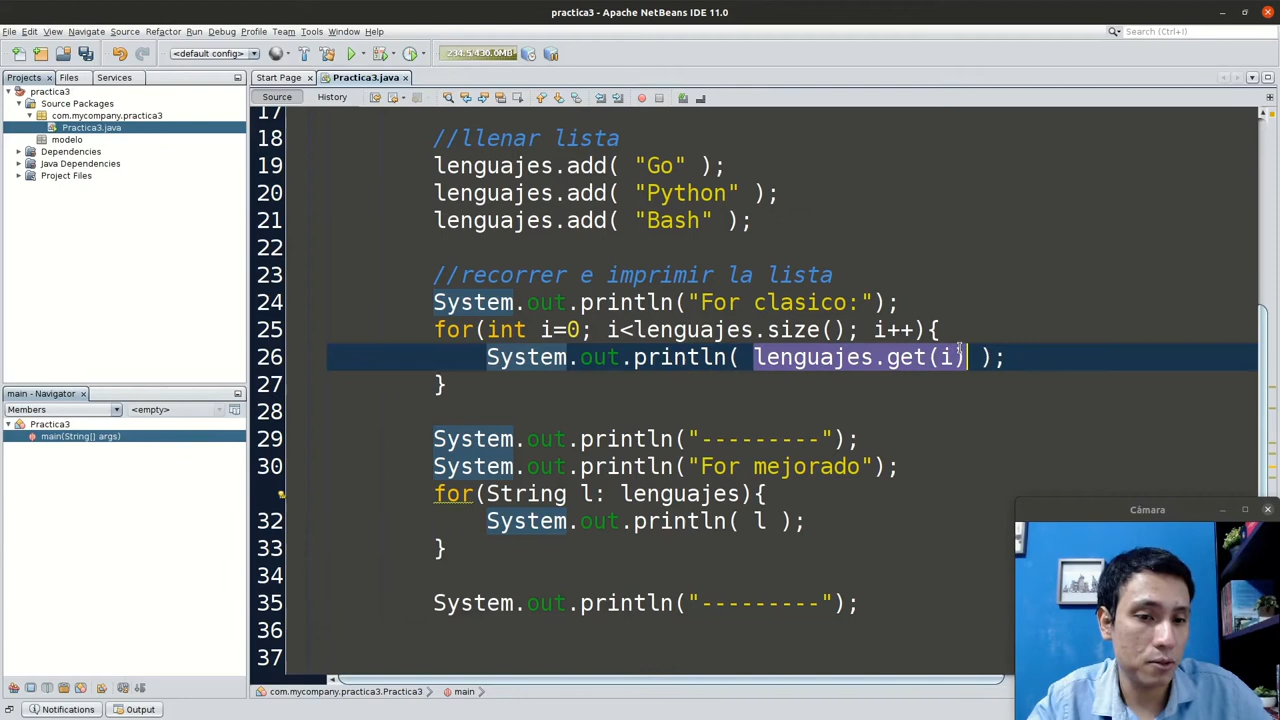 practica3 - Apache NetBeans IDE 11.0
File Edit View Navigate Source Refactor Run Debug Profile Team Tools Window Help
Search (Ctrl+I)
<default config>
234.5/430.0MB
Projects Files Services
Start Page Practica3.java
practica3
Source Packages
com.mycompany.practica3
Practica3.java
modelo
Dependencies
Java Dependencies
Project Files
Source History
17
18 //llenar lista
19 lenguajes.add( "Go" );
20 lenguajes.add( "Python" );
21 lenguajes.add( "Bash" );
22
23 //recorrer e imprimir la lista
24 System.out.println("For clasico:");
25 for(int i=0; i<lenguajes.size(); i++){
26 System.out.println( lenguajes.get(i) );
27 }
28
29 System.out.println("---------");
30 System.out.println("For mejorado");
for(String l: lenguajes){
32 System.out.println( l );
33 }
34
35 System.out.println("---------");
36
37
main - Navigator
Members <empty>
Practica3
main(String[] args)
Cámara
com.mycompany.practica3.Practica3 main
Notifications Output